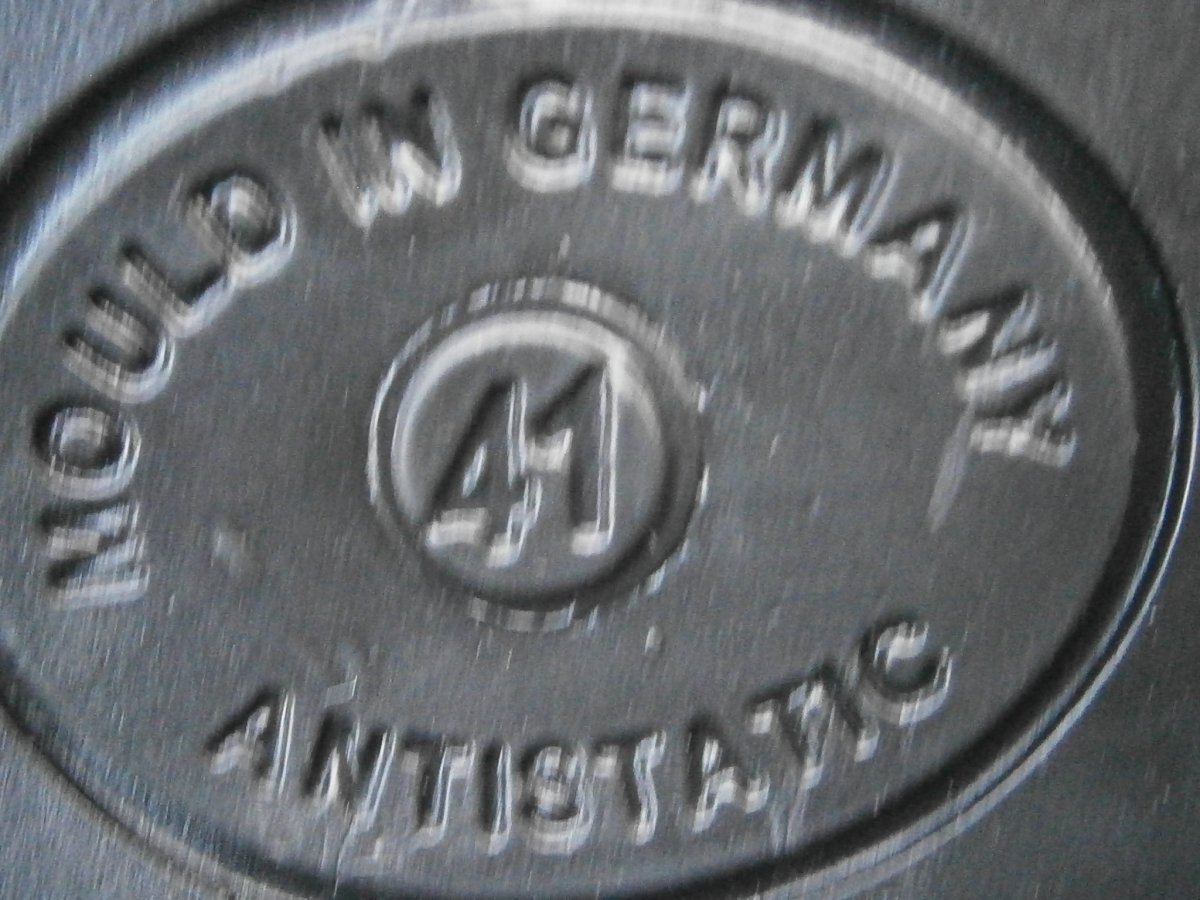 MOULD IN GERMANY
41
ANTISTATIC